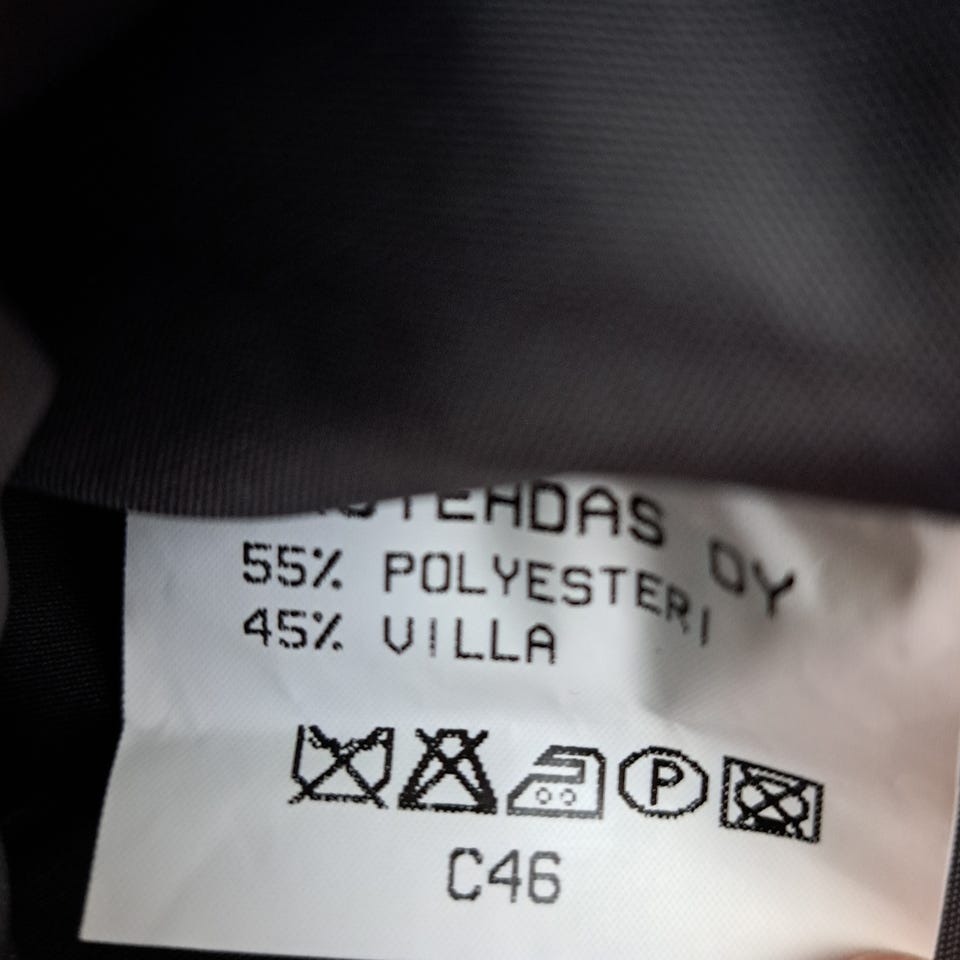 OY
55% POLYESTERI
45% VILLA
P
C46